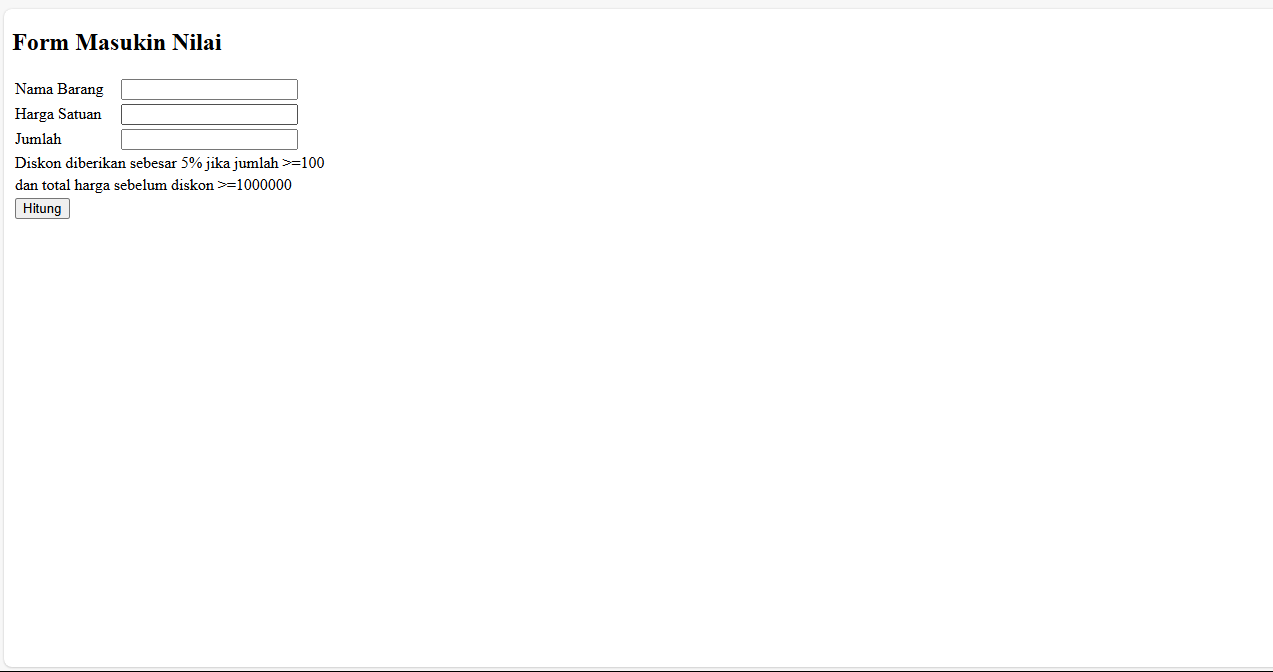 Form Masukin Nilai
Nama Barang
Harga Satuan
Jumlah
Diskon diberikan sebesar 5% jika jumlah >=100
dan total harga sebelum diskon >=1000000
Hitung